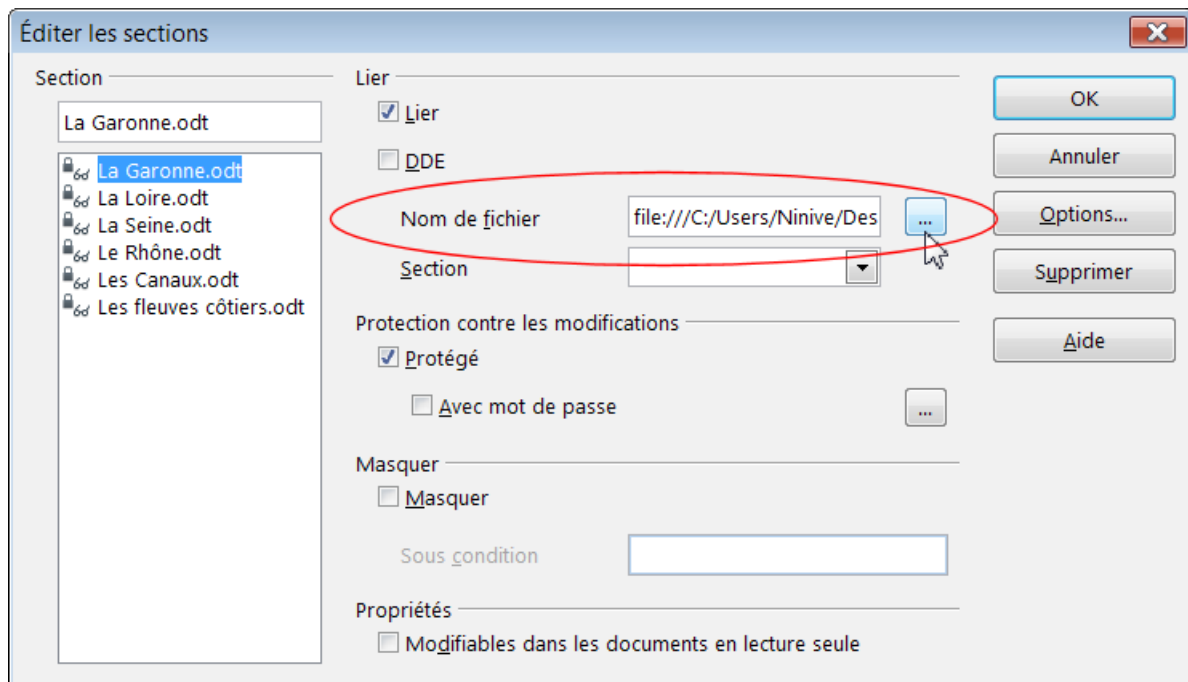 Éditer les sections
Section
La Garonne.odt
La Garonne.odt
La Loire.odt
La Seine.odt
Le Rhône.odt
Les Canaux.odt
Les fleuves côtiers.odt
Lier
Lier
DDE
Nom de fichier file:///C:/Users/Ninive/Des ...
Section
Protection contre les modifications
Protégé
Avec mot de passe ...
Masquer
Masquer
Sous condition
Propriétés
Modifiables dans les documents en lecture seule
OK
Annuler
Options...
Supprimer
Aide